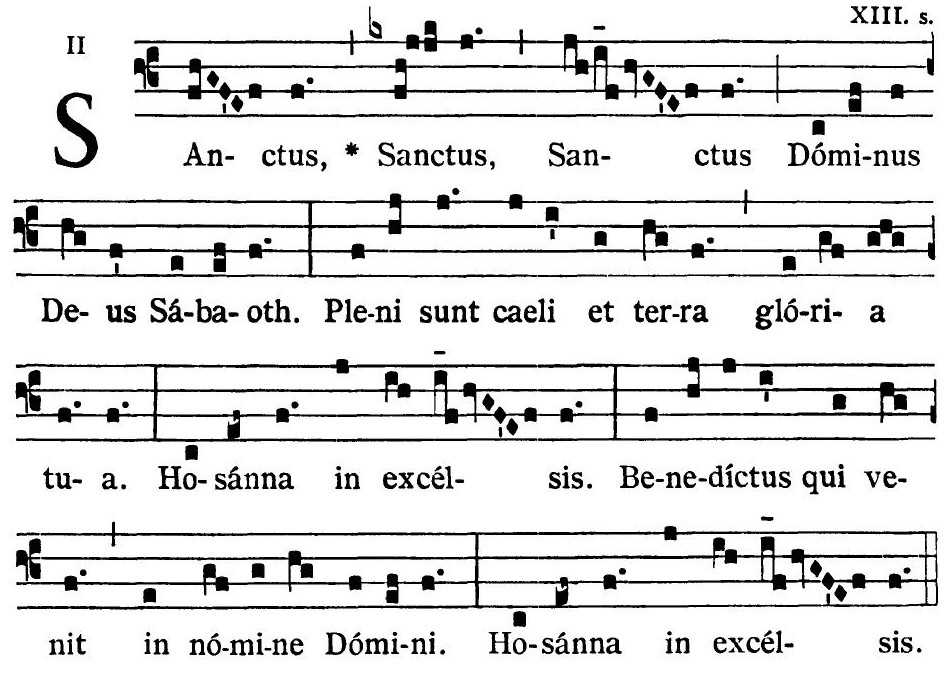 XIII. s.
II
SAn- ctus, * Sanctus, San- ctus Dómi-nus
De- us Sá-ba- oth. Ple-ni sunt caeli et ter-ra gló-ri- a
tu- a. Ho- sánna in excél- sis. Be-ne-díctus qui ve-
nit in nó-mi-ne Dómi-ni. Ho-sánna in excél- sis.